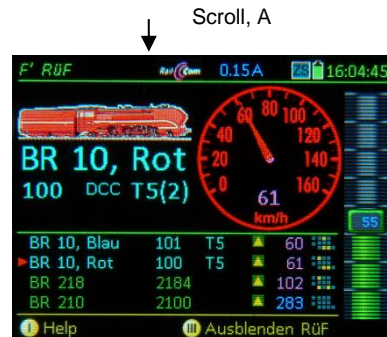 Scroll, A
F' RüF RailCom 0.15A ZS 16:04:45
60 80 100
40 120
20 140
0 160
BR 10, Rot
100 DCC T5(2)
61
km/h
55
BR 10, Blau 101 T5 60
BR 10, Rot 100 T5 61
BR 218 2184 102
BR 210 2100 283
I Help III Ausblenden RüF